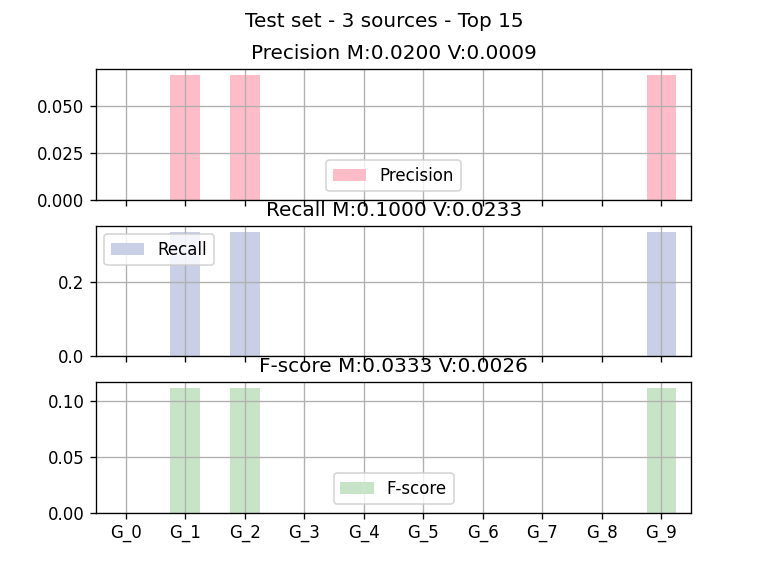 Test set - 3 sources - Top 15
Precision M:0.0200 V:0.0009
0.050
0.025
0.000
Precision
Recall M:0.1000 V:0.0233
0.2
0.0
Recall
F-score M:0.0333 V:0.0026
0.10
0.05
0.00
F-score
G_0 G_1 G_2 G_3 G_4 G_5 G_6 G_7 G_8 G_9